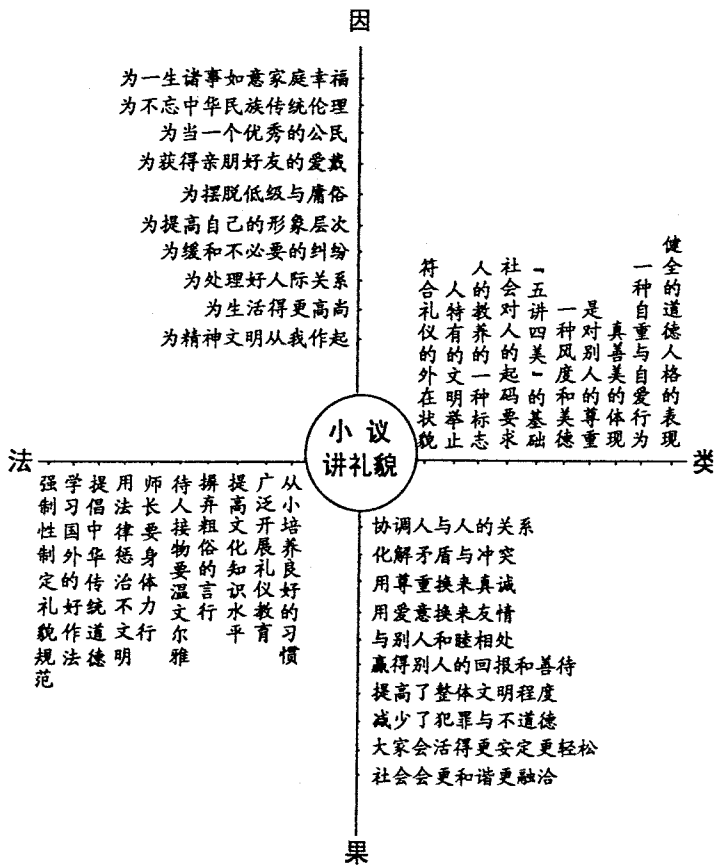 因
为一生诸事如意家庭幸福
为不忘中华民族传统伦理
为当一个优秀的公民
为获得亲朋好友的爱戴
为摆脱低级与庸俗
为提高自己的形象层次
为缓和不必要的纠纷
为处理好人际关系
为生活得更高尚
为精神文明从我作起
符合礼仪的外在状貌
人特有的文明举止
人的教养的一种标志
社会对人的起码要求
“五讲四美”的基础
一种风度和美德
是对别人的尊重
真善美的体现
一种自重与自爱行为
健全的道德人格的表现
小议
讲礼貌
法
类
从小培养良好的习惯
广泛开展礼仪教育
提高文化知识水平
摒弃粗俗的言行
待人接物要温文尔雅
师长要身体力行
用法律惩治不文明
提倡中华传统道德
学习国外的好作法
强制性制定礼貌规范
协调人与人的关系
化解矛盾与冲突
用尊重换来真诚
用爱意换来友情
与别人和睦相处
赢得别人的回报和善待
提高了整体文明程度
减少了犯罪与不道德
大家会活得更安定更轻松
社会会更和谐更融洽
果